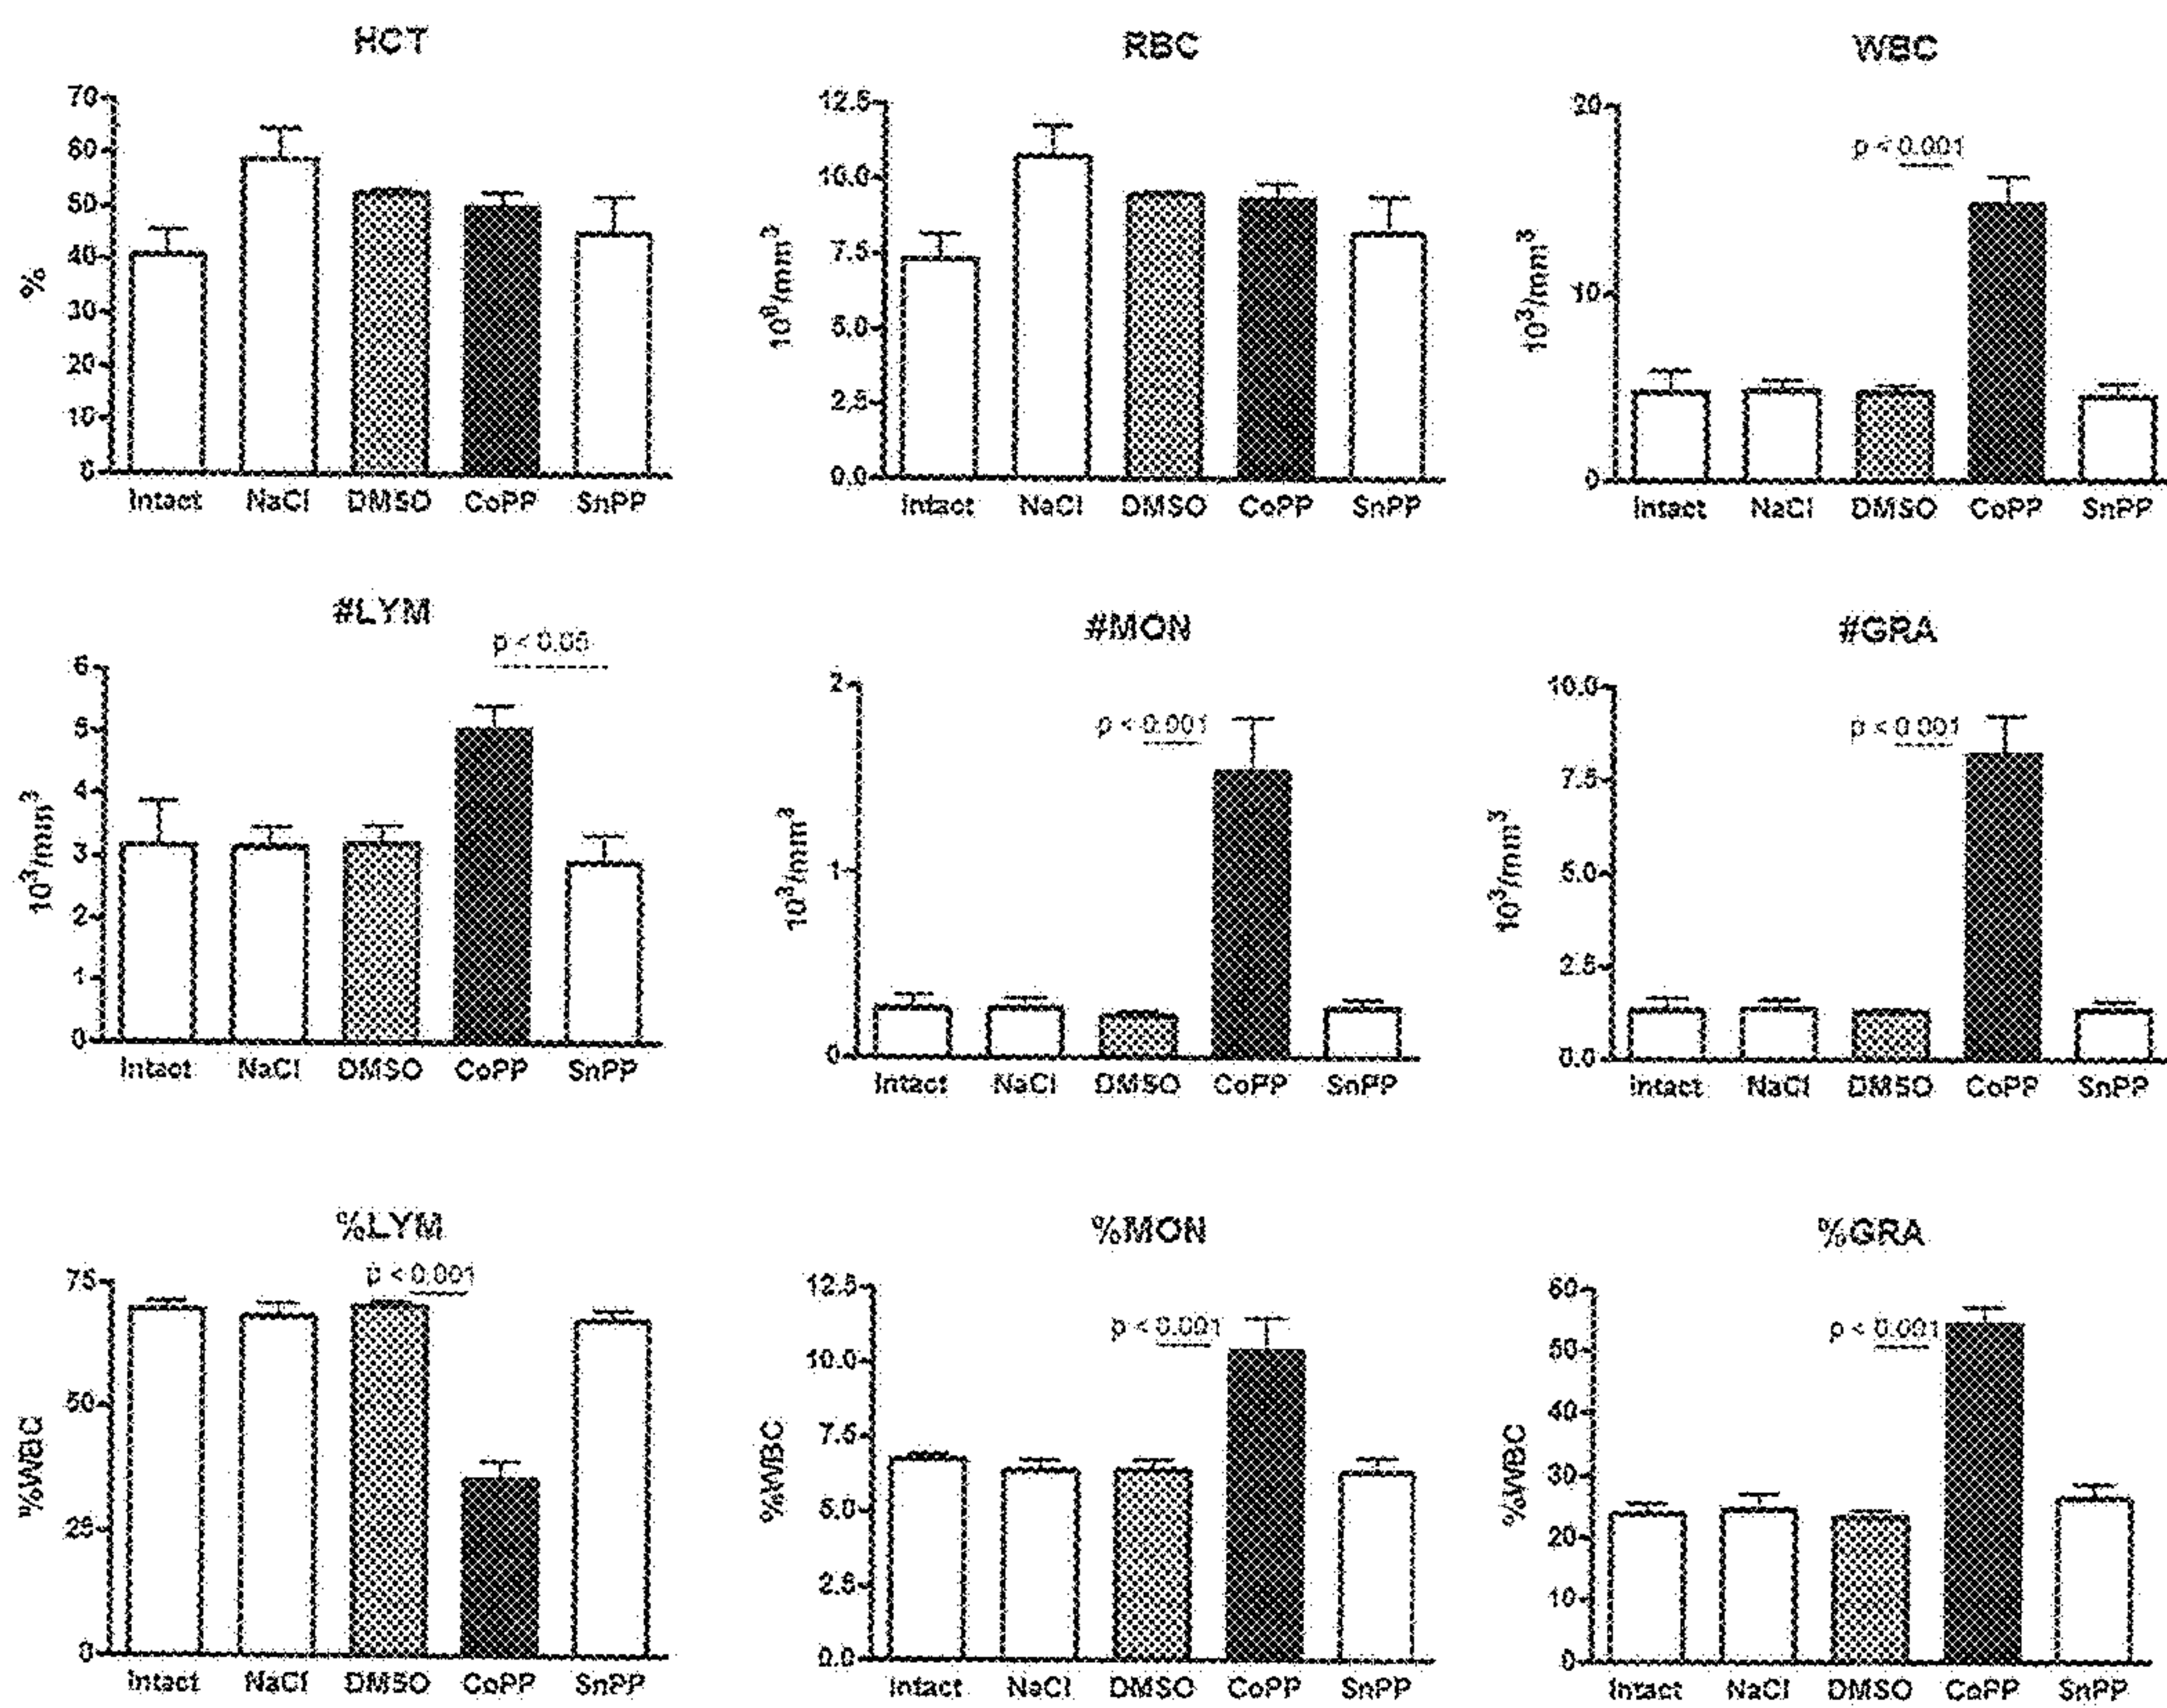 HCT
70
60
50
40
30
20
10
0
%
Intact NaCl DMSO CoPP SnPP
RBC
12.5
10.0
7.5
5.0
2.5
0.0
Intact NaCl DMSO CoPP SnPP
WBC
20
10
0
10³/mm³
p < 0.001
Intact NaCl DMSO CoPP SnPP
#LYM
p < 0.05
6
5
4
3
2
1
0
10³/mm³
Intact NaCl DMSO CoPP SnPP
#MON
2
1
0
10³/mm³
p < 0.001
Intact NaCl DMSO CoPP SnPP
#GRA
10.0
7.5
5.0
2.5
0.0
10³/mm³
p < 0.001
Intact NaCl DMSO CoPP SnPP
%LYM
p < 0.001
75
50
25
0
%WBC
Intact NaCl DMSO CoPP SnPP
%MON
12.5
10.0
7.5
5.0
2.5
0.0
%WBC
p < 0.001
Intact NaCl DMSO CoPP SnPP
%GRA
60
50
40
30
20
10
0
%WBC
p < 0.001
Intact NaCl DMSO CoPP SnPP